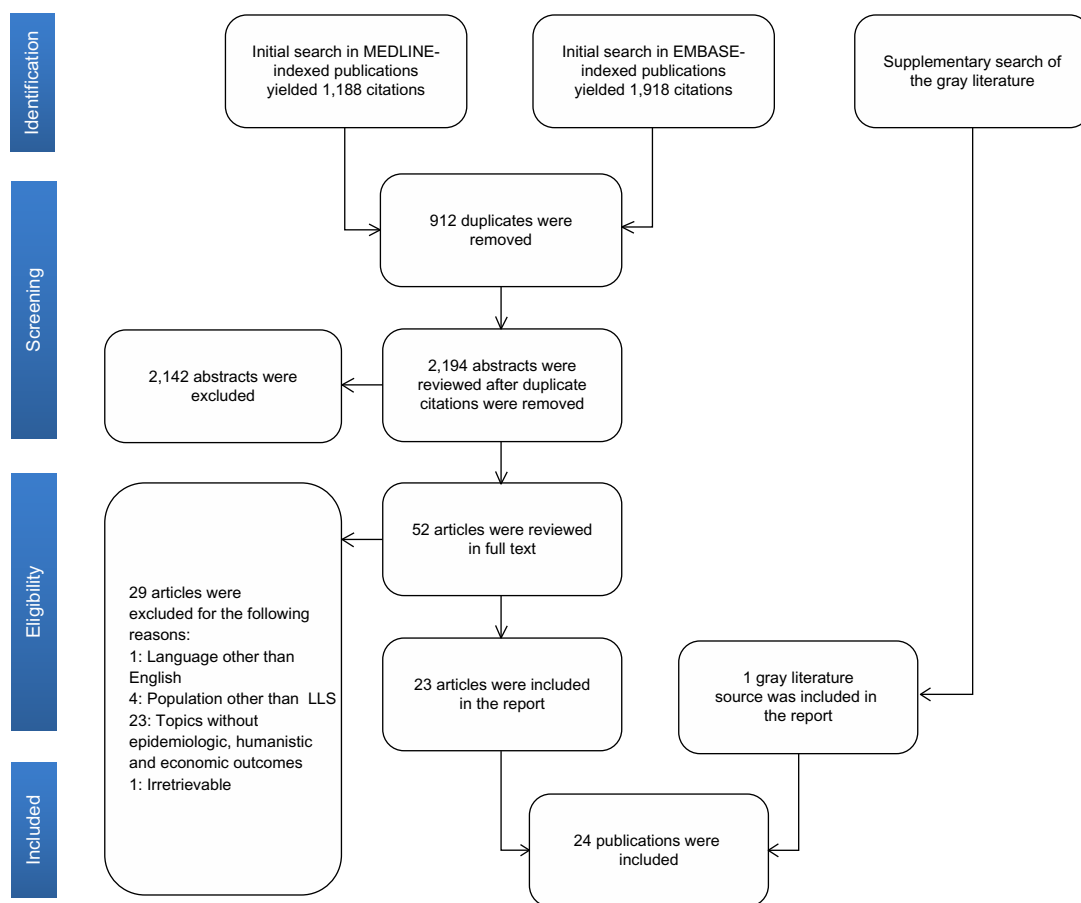 Identification
Initial search in MEDLINE-
indexed publications
yielded 1,188 citations
Initial search in EMBASE-
indexed publications
yielded 1,918 citations
Supplementary search of
the gray literature
Screening
912 duplicates were
removed
2,142 abstracts were
excluded
2,194 abstracts were
reviewed after duplicate
citations were removed
Eligibility
52 articles were reviewed
in full text
29 articles were
excluded for the following
reasons:
1: Language other than
English
4: Population other than LLS
23: Topics without
epidemiologic, humanistic
and economic outcomes
1: Irretrievable
23 articles were included
in the report
1 gray literature
source was included in
the report
Included
24 publications were
included